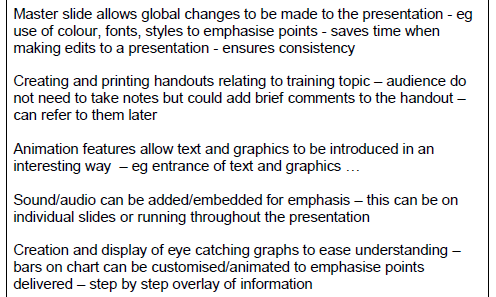 Master slide allows global changes to be made to the presentation - eg
use of colour, fonts, styles to emphasise points - saves time when
making edits to a presentation - ensures consistency
Creating and printing handouts relating to training topic – audience do
not need to take notes but could add brief comments to the handout –
can refer to them later
Animation features allow text and graphics to be introduced in an
interesting way – eg entrance of text and graphics …
Sound/audio can be added/embedded for emphasis – this can be on
individual slides or running throughout the presentation
Creation and display of eye catching graphs to ease understanding –
bars on chart can be customised/animated to emphasise points
delivered – step by step overlay of information